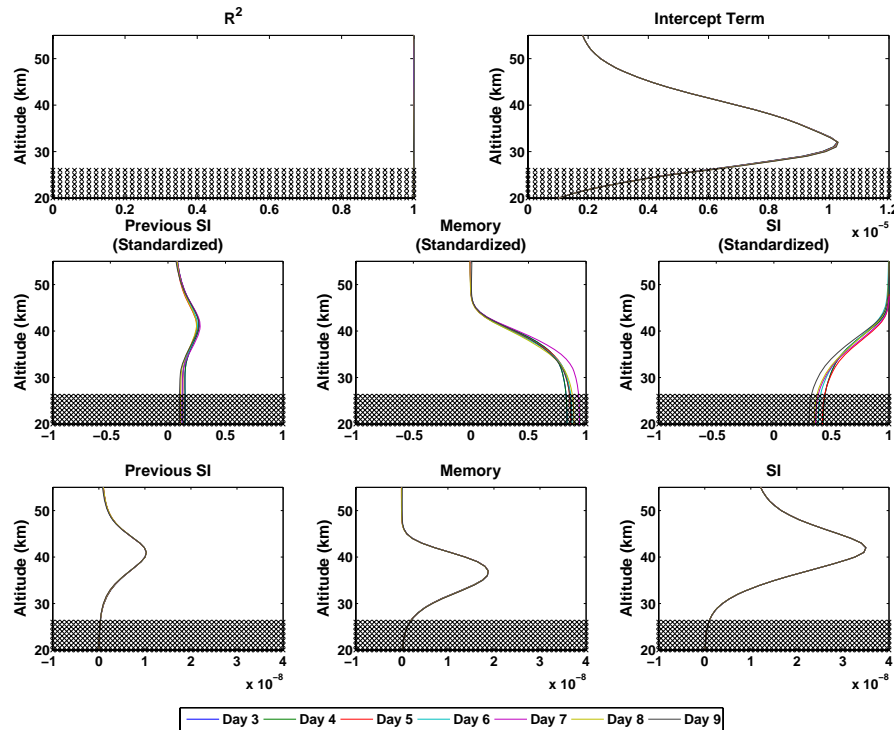 R²
Altitude (km)
50
40
30
20
0 0.2 0.4 0.6 0.8 1
Intercept Term
Altitude (km)
50
40
30
20
0 0.2 0.4 0.6 0.8 1 1.2
x 10⁻⁵
Previous SI
(Standardized)
Altitude (km)
50
40
30
20
−1 −0.5 0 0.5 1
Memory
(Standardized)
Altitude (km)
50
40
30
20
−1 −0.5 0 0.5 1
SI
(Standardized)
Altitude (km)
50
40
30
20
−1 −0.5 0 0.5 1
Previous SI
Altitude (km)
50
40
30
20
−1 0 1 2 3 4
x 10⁻⁸
Memory
Altitude (km)
50
40
30
20
−1 0 1 2 3 4
x 10⁻⁸
SI
Altitude (km)
50
40
30
20
−1 0 1 2 3 4
x 10⁻⁸
Day 3 Day 4 Day 5 Day 6 Day 7 Day 8 Day 9